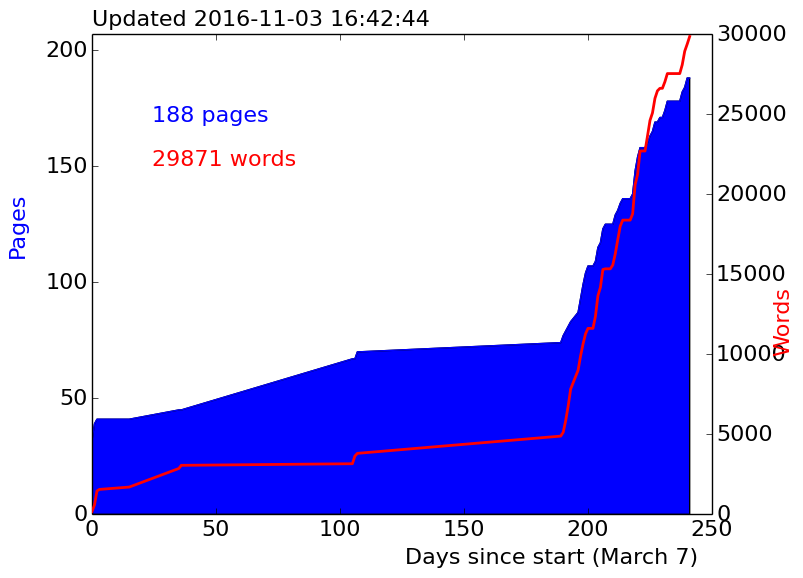 Updated 2016-11-03 16:42:44
188 pages
29871 words
Pages
200
150
100
50
0
30000
25000
20000
15000
10000
5000
0
Words
0 50 100 150 200 250
Days since start (March 7)